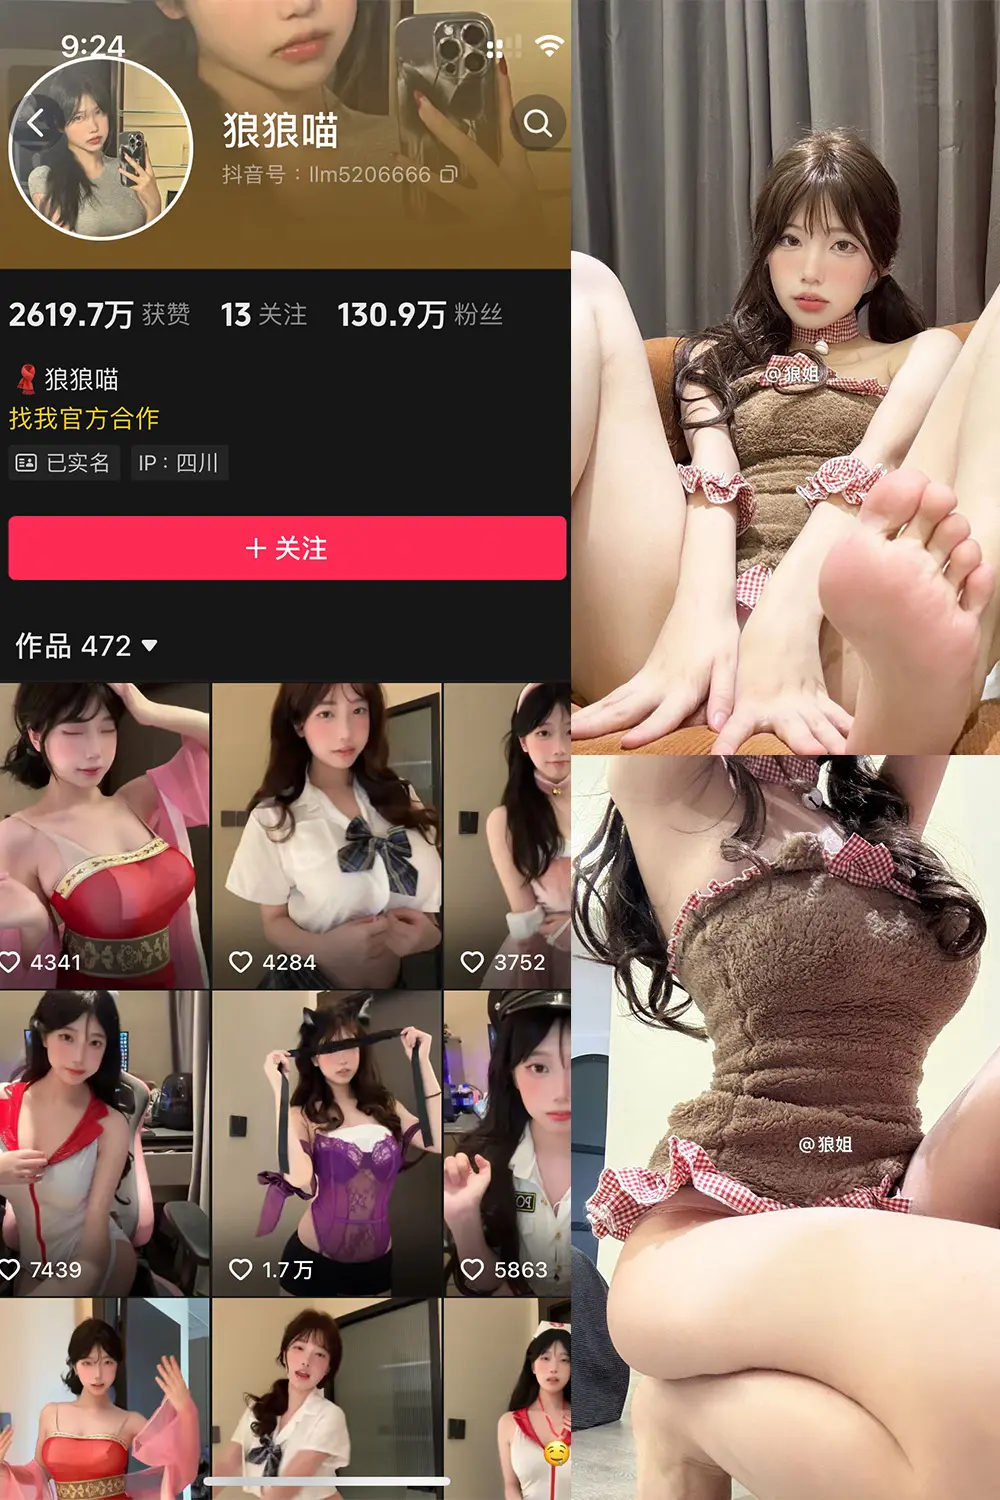 9:24
狼狼喵
抖音号：llm5206666
2619.7万 获赞 13 关注 130.9万 粉丝
狼狼喵
找我官方合作
已实名 IP：四川
+ 关注
作品 472
4341 4284 3752
7439 1.7万 5863
@狼姐
@狼姐